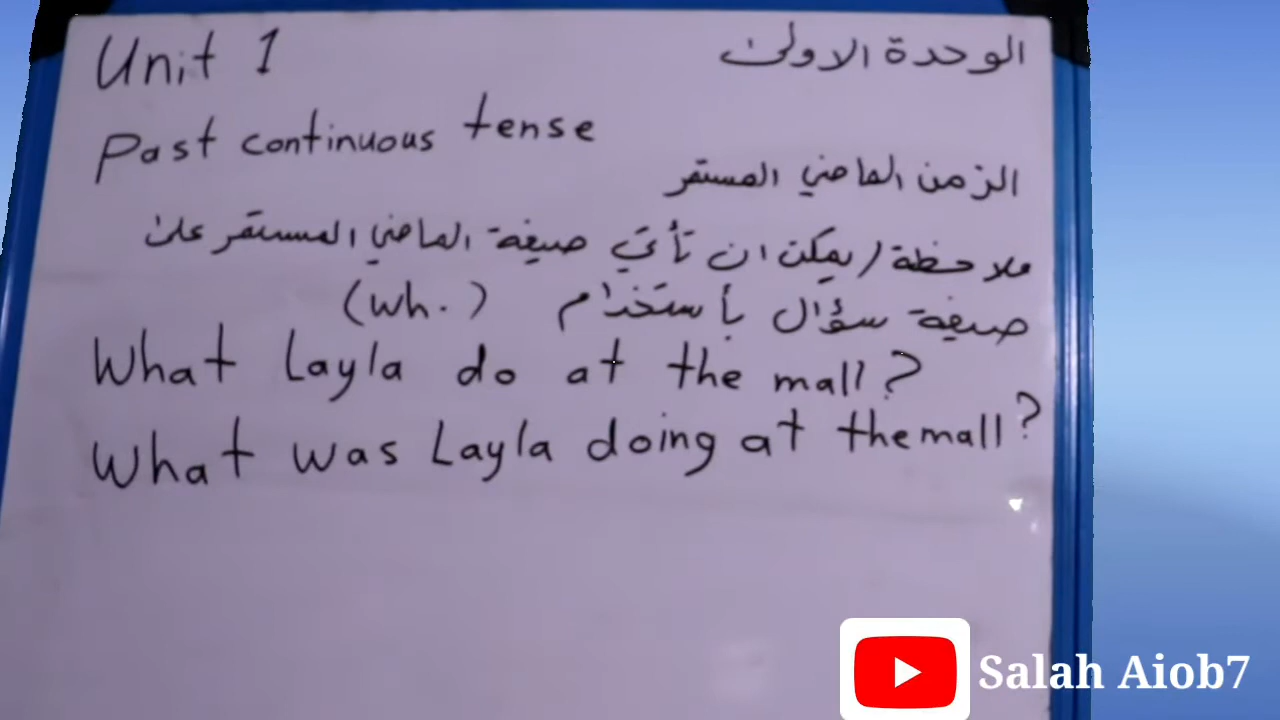 Unit 1 الوحدة الاولى
Past continuous tense
الزمن الماضي المستمر
ملاحظة / يمكن ان تأتي صيغة الماضي المستمر على
صيغة سؤال بأستخدام (wh.)
What Layla do at the mall?
What was Layla doing at the mall?
Salah Aiob7